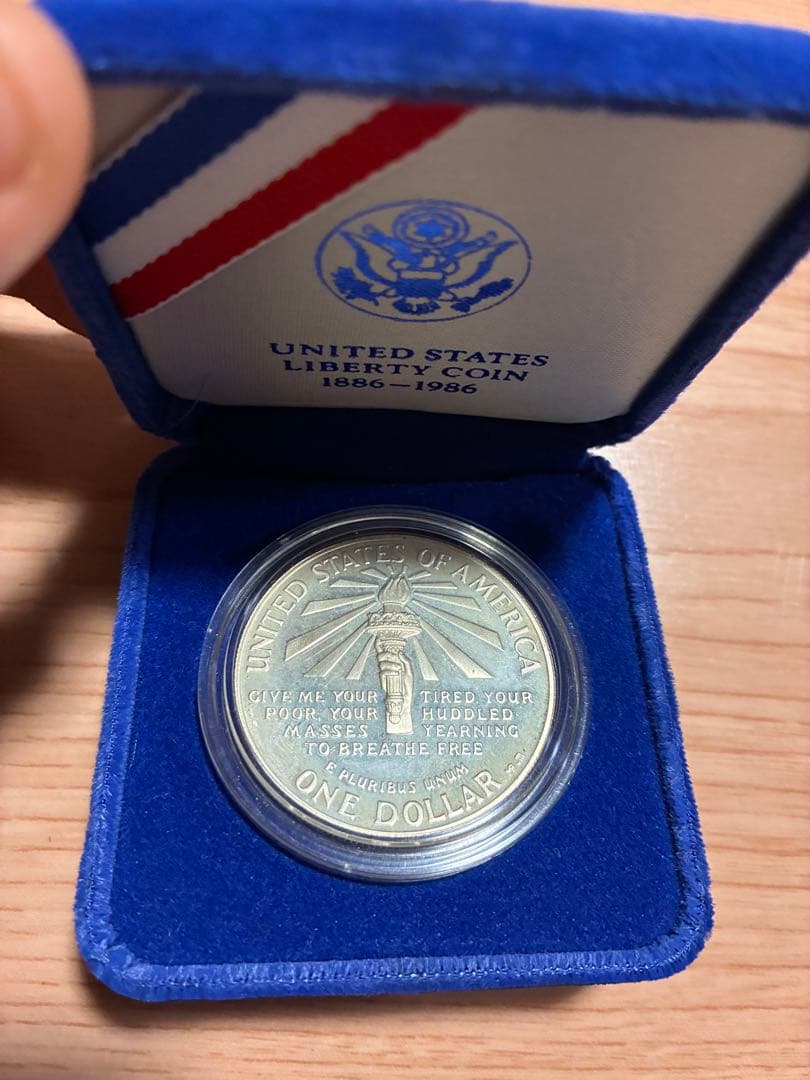 UNITED STATES
LIBERTY COIN
1886–1986
UNITED STATES OF AMERICA
GIVE ME YOUR TIRED, YOUR
POOR, YOUR HUDDLED
MASSES YEARNING
TO BREATHE FREE
E PLURIBUS UNUM
ONE DOLLAR